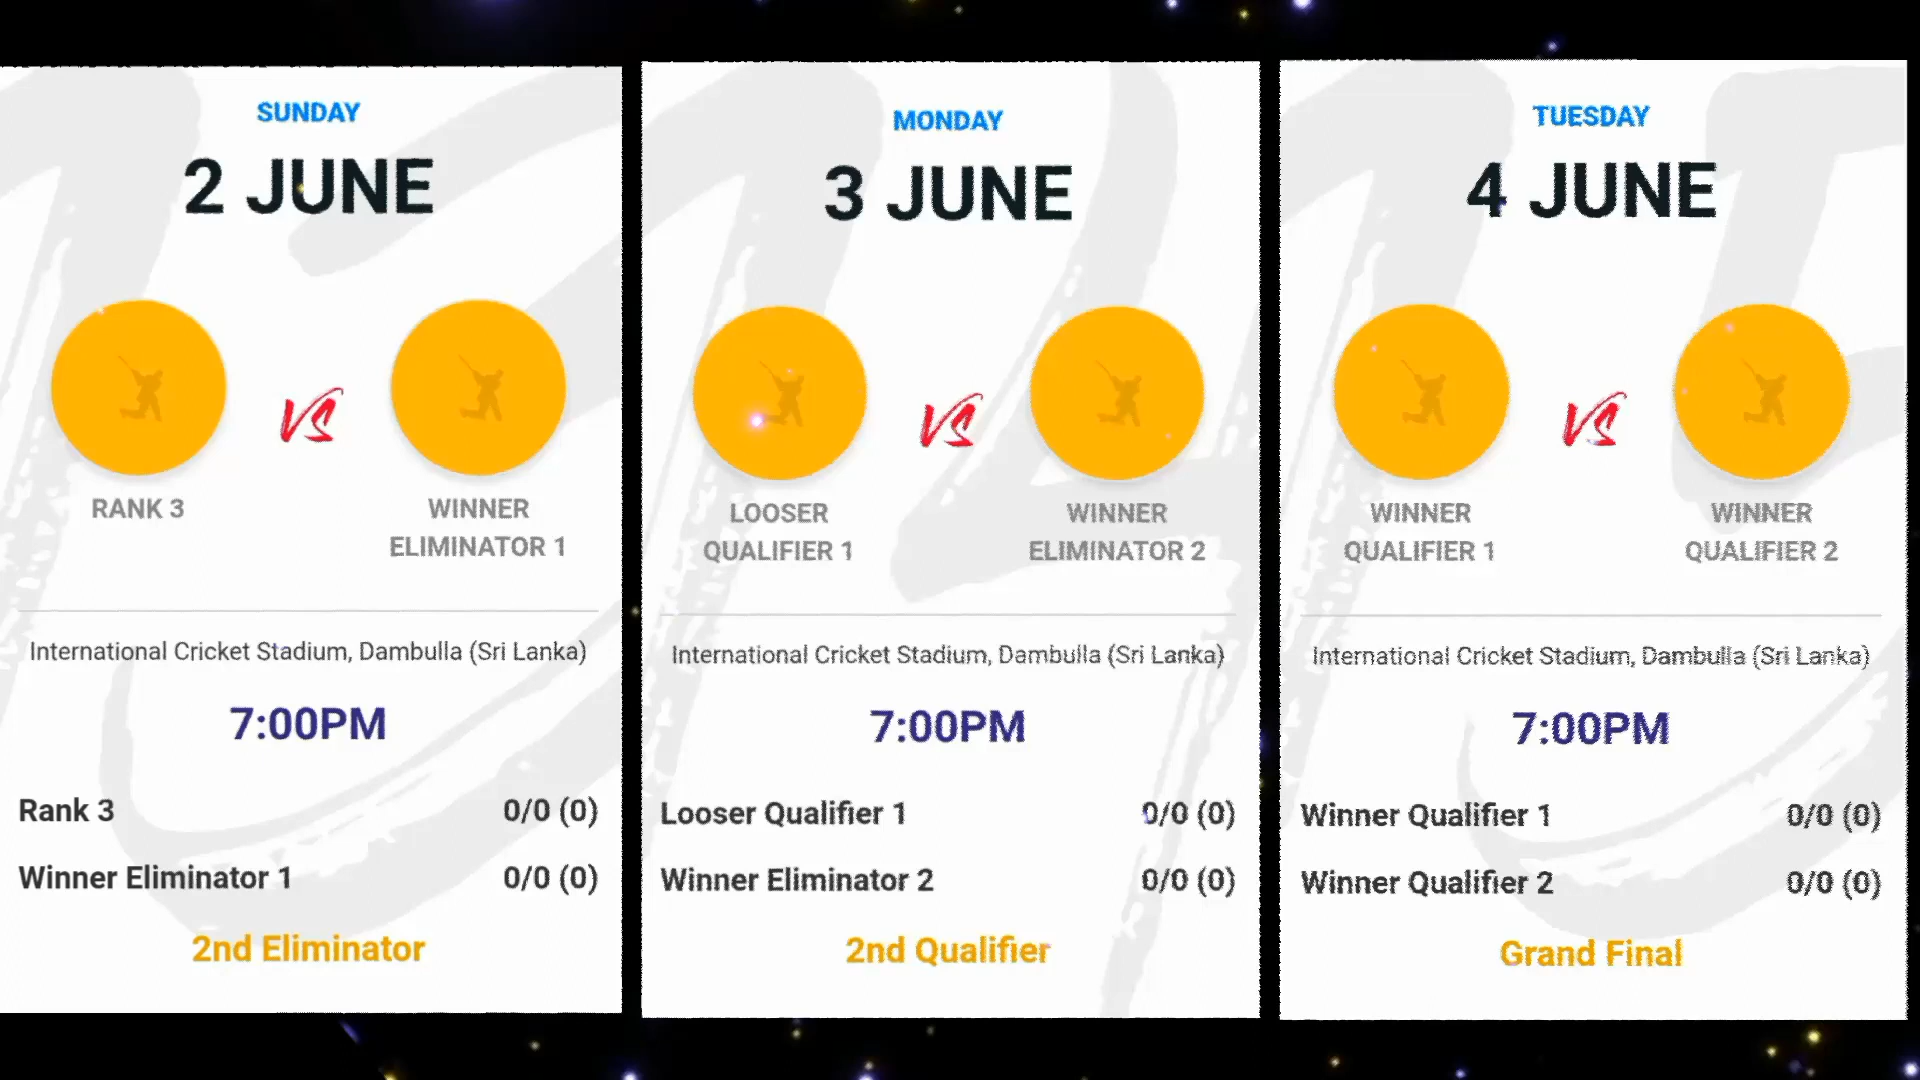 SUNDAY
2 JUNE
VS
RANK 3
WINNER
ELIMINATOR 1
International Cricket Stadium, Dambulla (Sri Lanka)
7:00PM
Rank 3 0/0 (0)
Winner Eliminator 1 0/0 (0)
2nd Eliminator
MONDAY
3 JUNE
VS
LOOSER
QUALIFIER 1
WINNER
ELIMINATOR 2
International Cricket Stadium, Dambulla (Sri Lanka)
7:00PM
Looser Qualifier 1 0/0 (0)
Winner Eliminator 2 0/0 (0)
2nd Qualifier
TUESDAY
4 JUNE
VS
WINNER
QUALIFIER 1
WINNER
QUALIFIER 2
International Cricket Stadium, Dambulla (Sri Lanka)
7:00PM
Winner Qualifier 1 0/0 (0)
Winner Qualifier 2 0/0 (0)
Grand Final